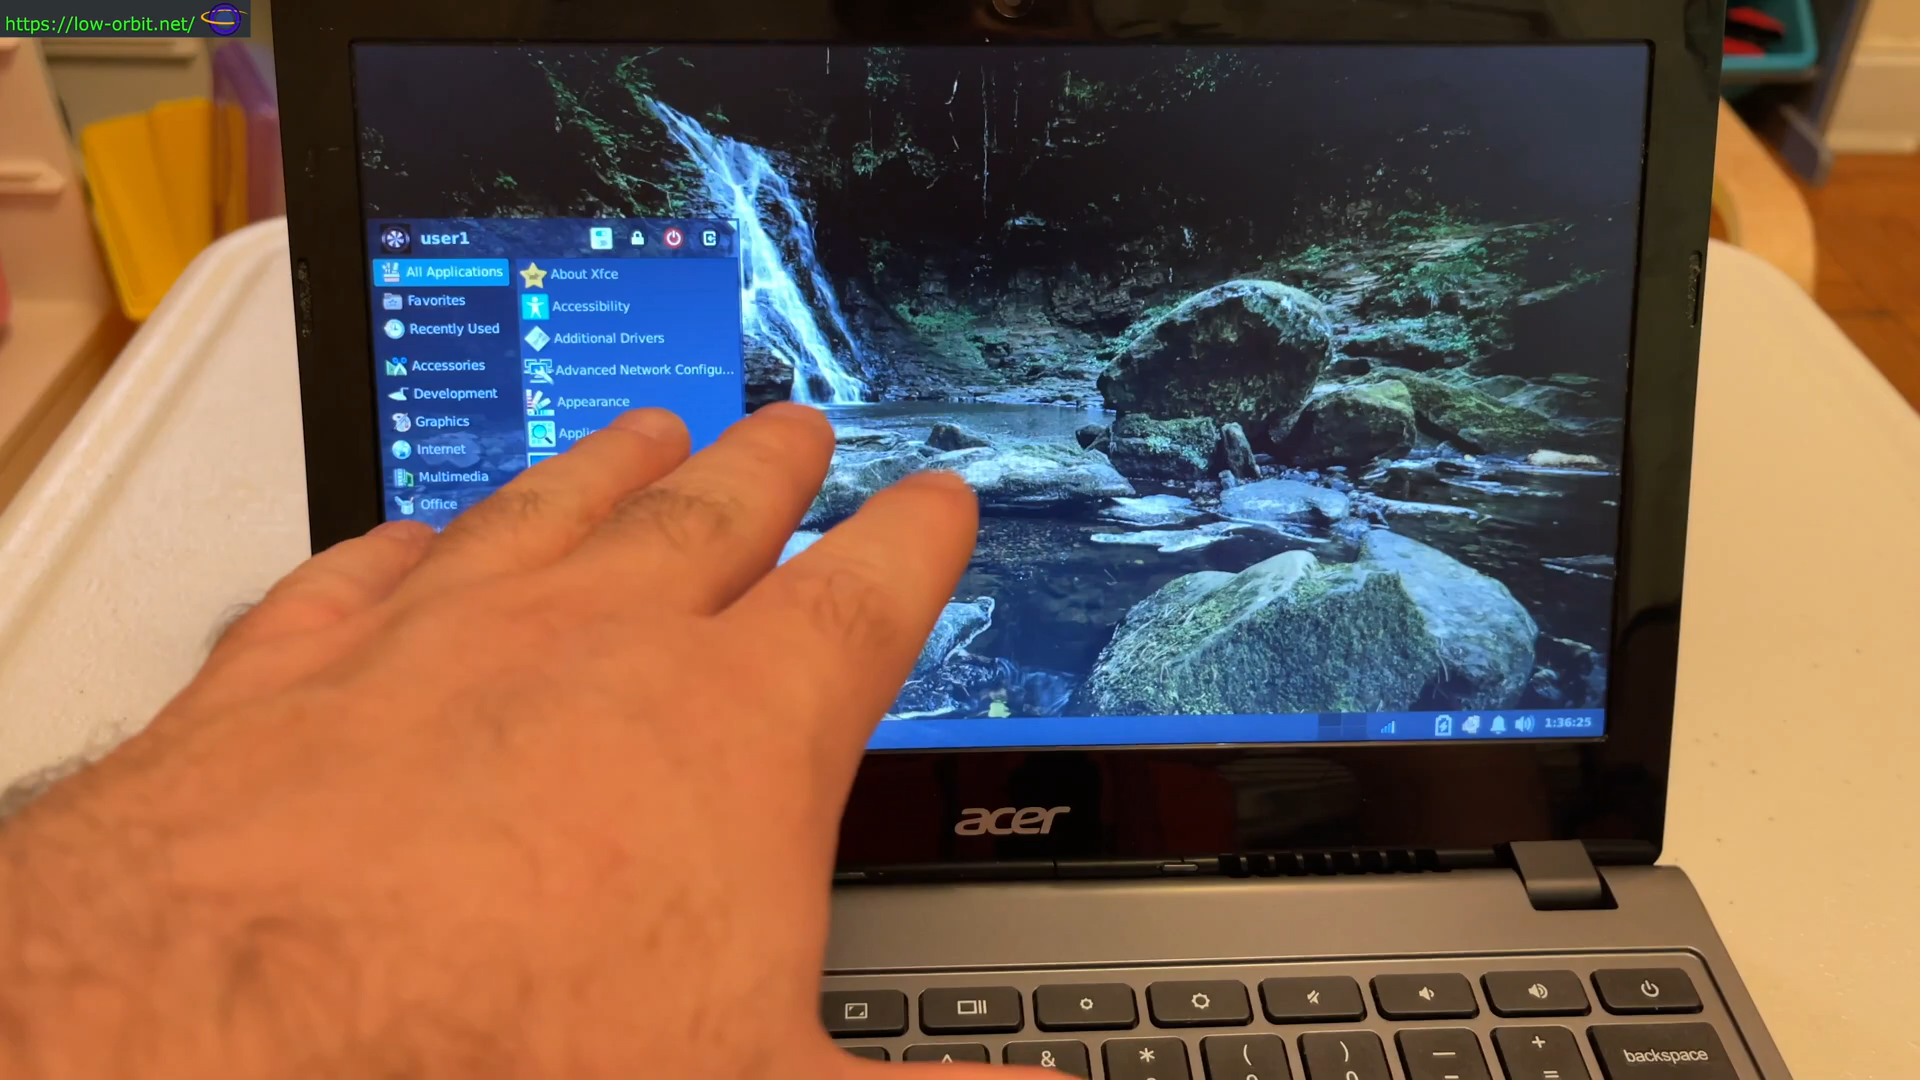 https://low-orbit.net/
user1
All Applications
Favorites
Recently Used
Accessories
Development
Graphics
Internet
Multimedia
Office
About Xfce
Accessibility
Additional Drivers
Advanced Network Configu...
Appearance
Applic
1:36:25
acer
&
*
(
)
—
+
=
backspace